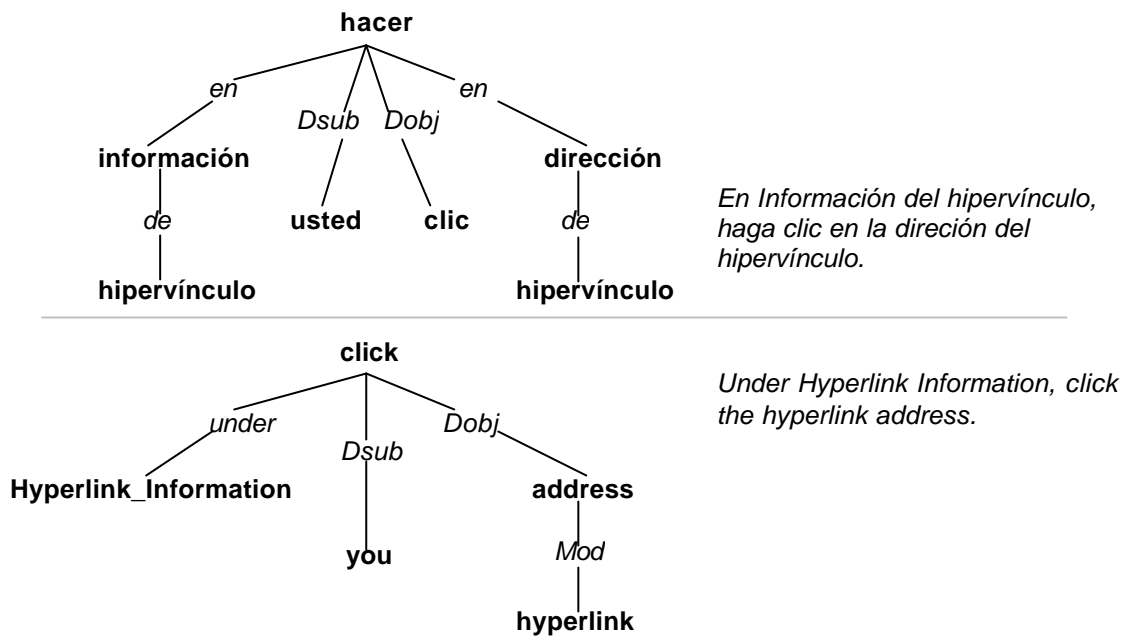 hacer
en
en
Dsub
Dobj
información
dirección
de
usted
clic
de
hipervínculo
hipervínculo
En Información del hipervínculo,
haga clic en la direción del
hipervínculo.
click
under
Dobj
Dsub
Hyperlink_Information
address
you
Mod
hyperlink
Under Hyperlink Information, click
the hyperlink address.